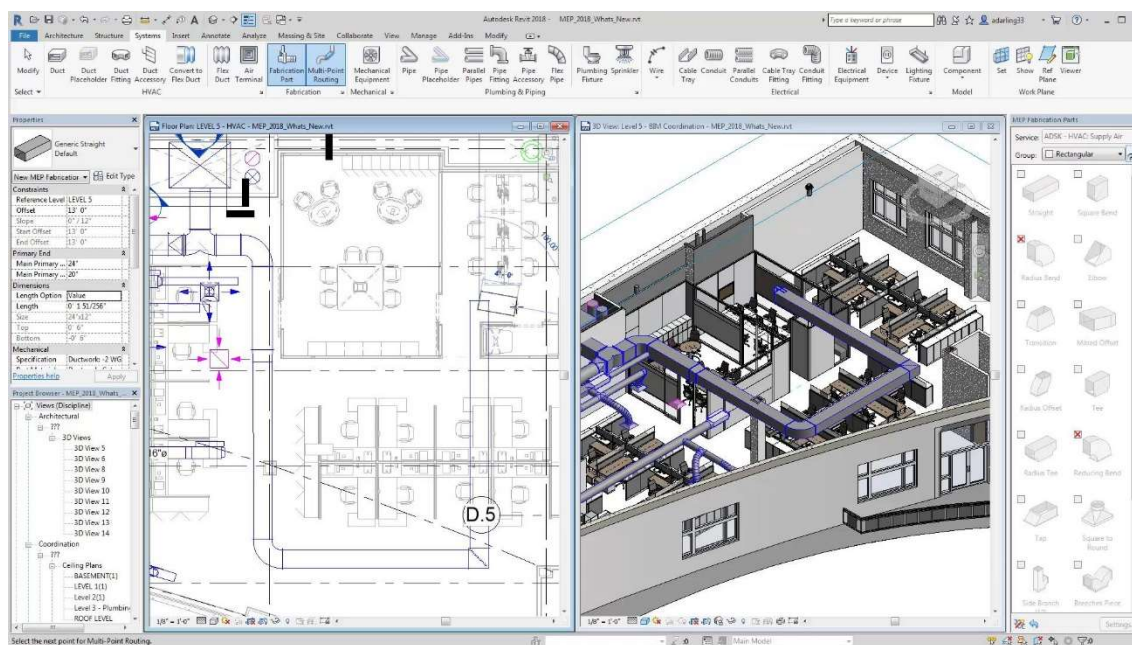 Autodesk Revit 2018 - MEP_2018_Whats_New.rvt
Type a keyword or phrase
adarling33
File Architecture Structure Systems Insert Annotate Analyze Massing & Site Collaborate View Manage Add-Ins Modify
Modify
Duct
Duct Placeholder
Duct Fitting
Duct Accessory
Convert to Flex Duct
Flex Duct
Air Terminal
Fabrication Part
Multi-Point Routing
Mechanical Equipment
Pipe
Pipe Placeholder
Parallel Pipes
Pipe Fitting
Pipe Accessory
Flex Pipe
Plumbing Fixture
Sprinkler
Wire
Cable Tray
Conduit
Parallel Conduits
Cable Tray Fitting
Conduit Fitting
Electrical Equipment
Device
Lighting Fixture
Component
Set
Show
Ref Plane
Viewer
Select HVAC Fabrication Mechanical Plumbing & Piping Electrical Model Work Plane
Properties
Generic Straight
Default
New MEP Fabrication Edit Type
Constraints
Reference Level LEVEL 5
Offset 13' 0"
Slope 0" / 12"
Start Offset 13' 0"
End Offset 13' 0"
Primary End
Main Primary ... 24"
Main Primary ... 20"
Dimensions
Length Option Value
Length 0' 1 51/256"
Size 24"x12"
Top 0' 6"
Bottom -0' 6"
Mechanical
Specification Ductwork -2 WG
Properties help Apply
Project Browser - MEP_2018_Whats_...
Views (Discipline)
Architectural
???
3D Views
3D View 5
3D View 6
3D View 8
3D View 9
3D View 10
3D View 11
3D View 12
3D View 13
3D View 14
Coordination
???
Ceiling Plans
BASEMENT(1)
LEVEL 1(1)
Level 2(1)
Level 3 - Plumbin
ROOF LEVEL
Floor Plan: LEVEL 5 - HVAC - MEP_2018_Whats_New.rvt
D.5
1/8" = 1'-0"
3D View: Level 5 - BIM Coordination - MEP_2018_Whats_New.rvt
1/8" = 1'-0"
MEP Fabrication Parts
Service: ADSK - HVAC: Supply Air
Group: Rectangular
Straight
Square Bend
Radius Bend
Elbow
Transition
Mitred Offset
Radius Offset
Tee
Radius Tee
Reducing Bend
Tap
Square to Round
Side Branch
Breeches Piece
Settings
Select the next point for Multi-Point Routing.
Main Model